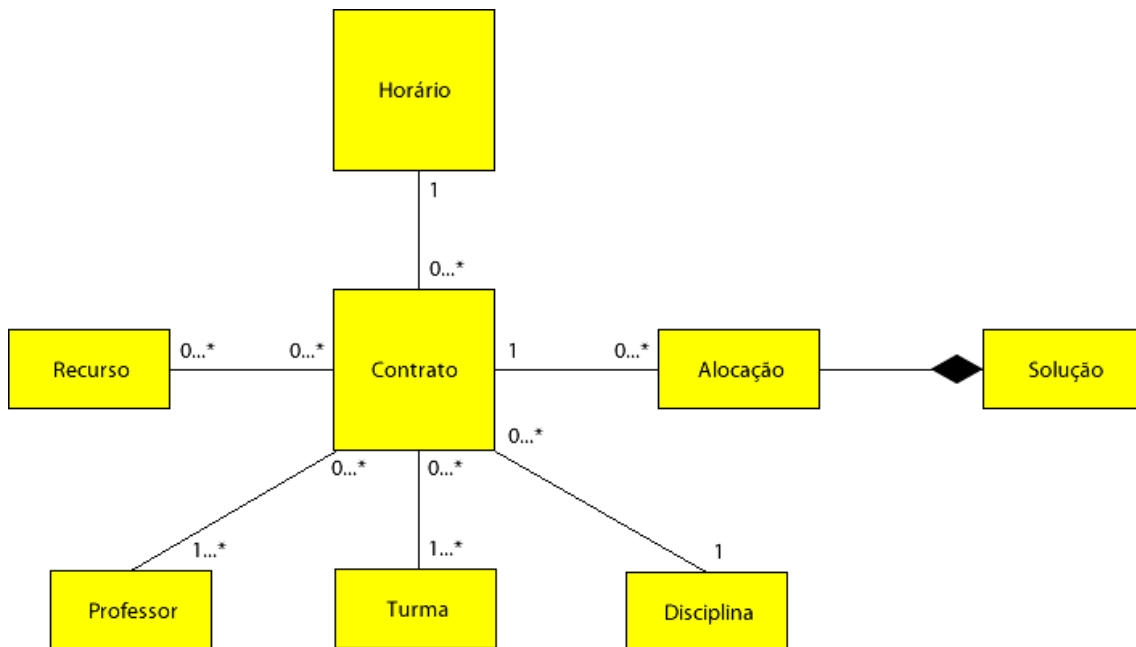 Horário
1
0...*
Recurso
0...*
0...*
Contrato
1
0...*
Alocação
Solução
0...*
0...*
0...*
1...*
1...*
1
Professor
Turma
Disciplina